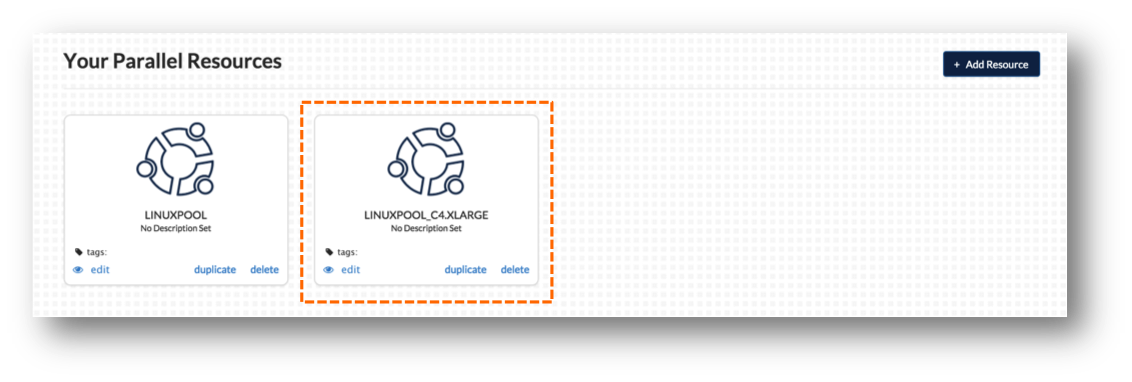 Your Parallel Resources
+ Add Resource
LINUXPOOL
No Description Set
tags:
edit duplicate delete
LINUXPOOL_C4.XLARGE
No Description Set
tags:
edit duplicate delete